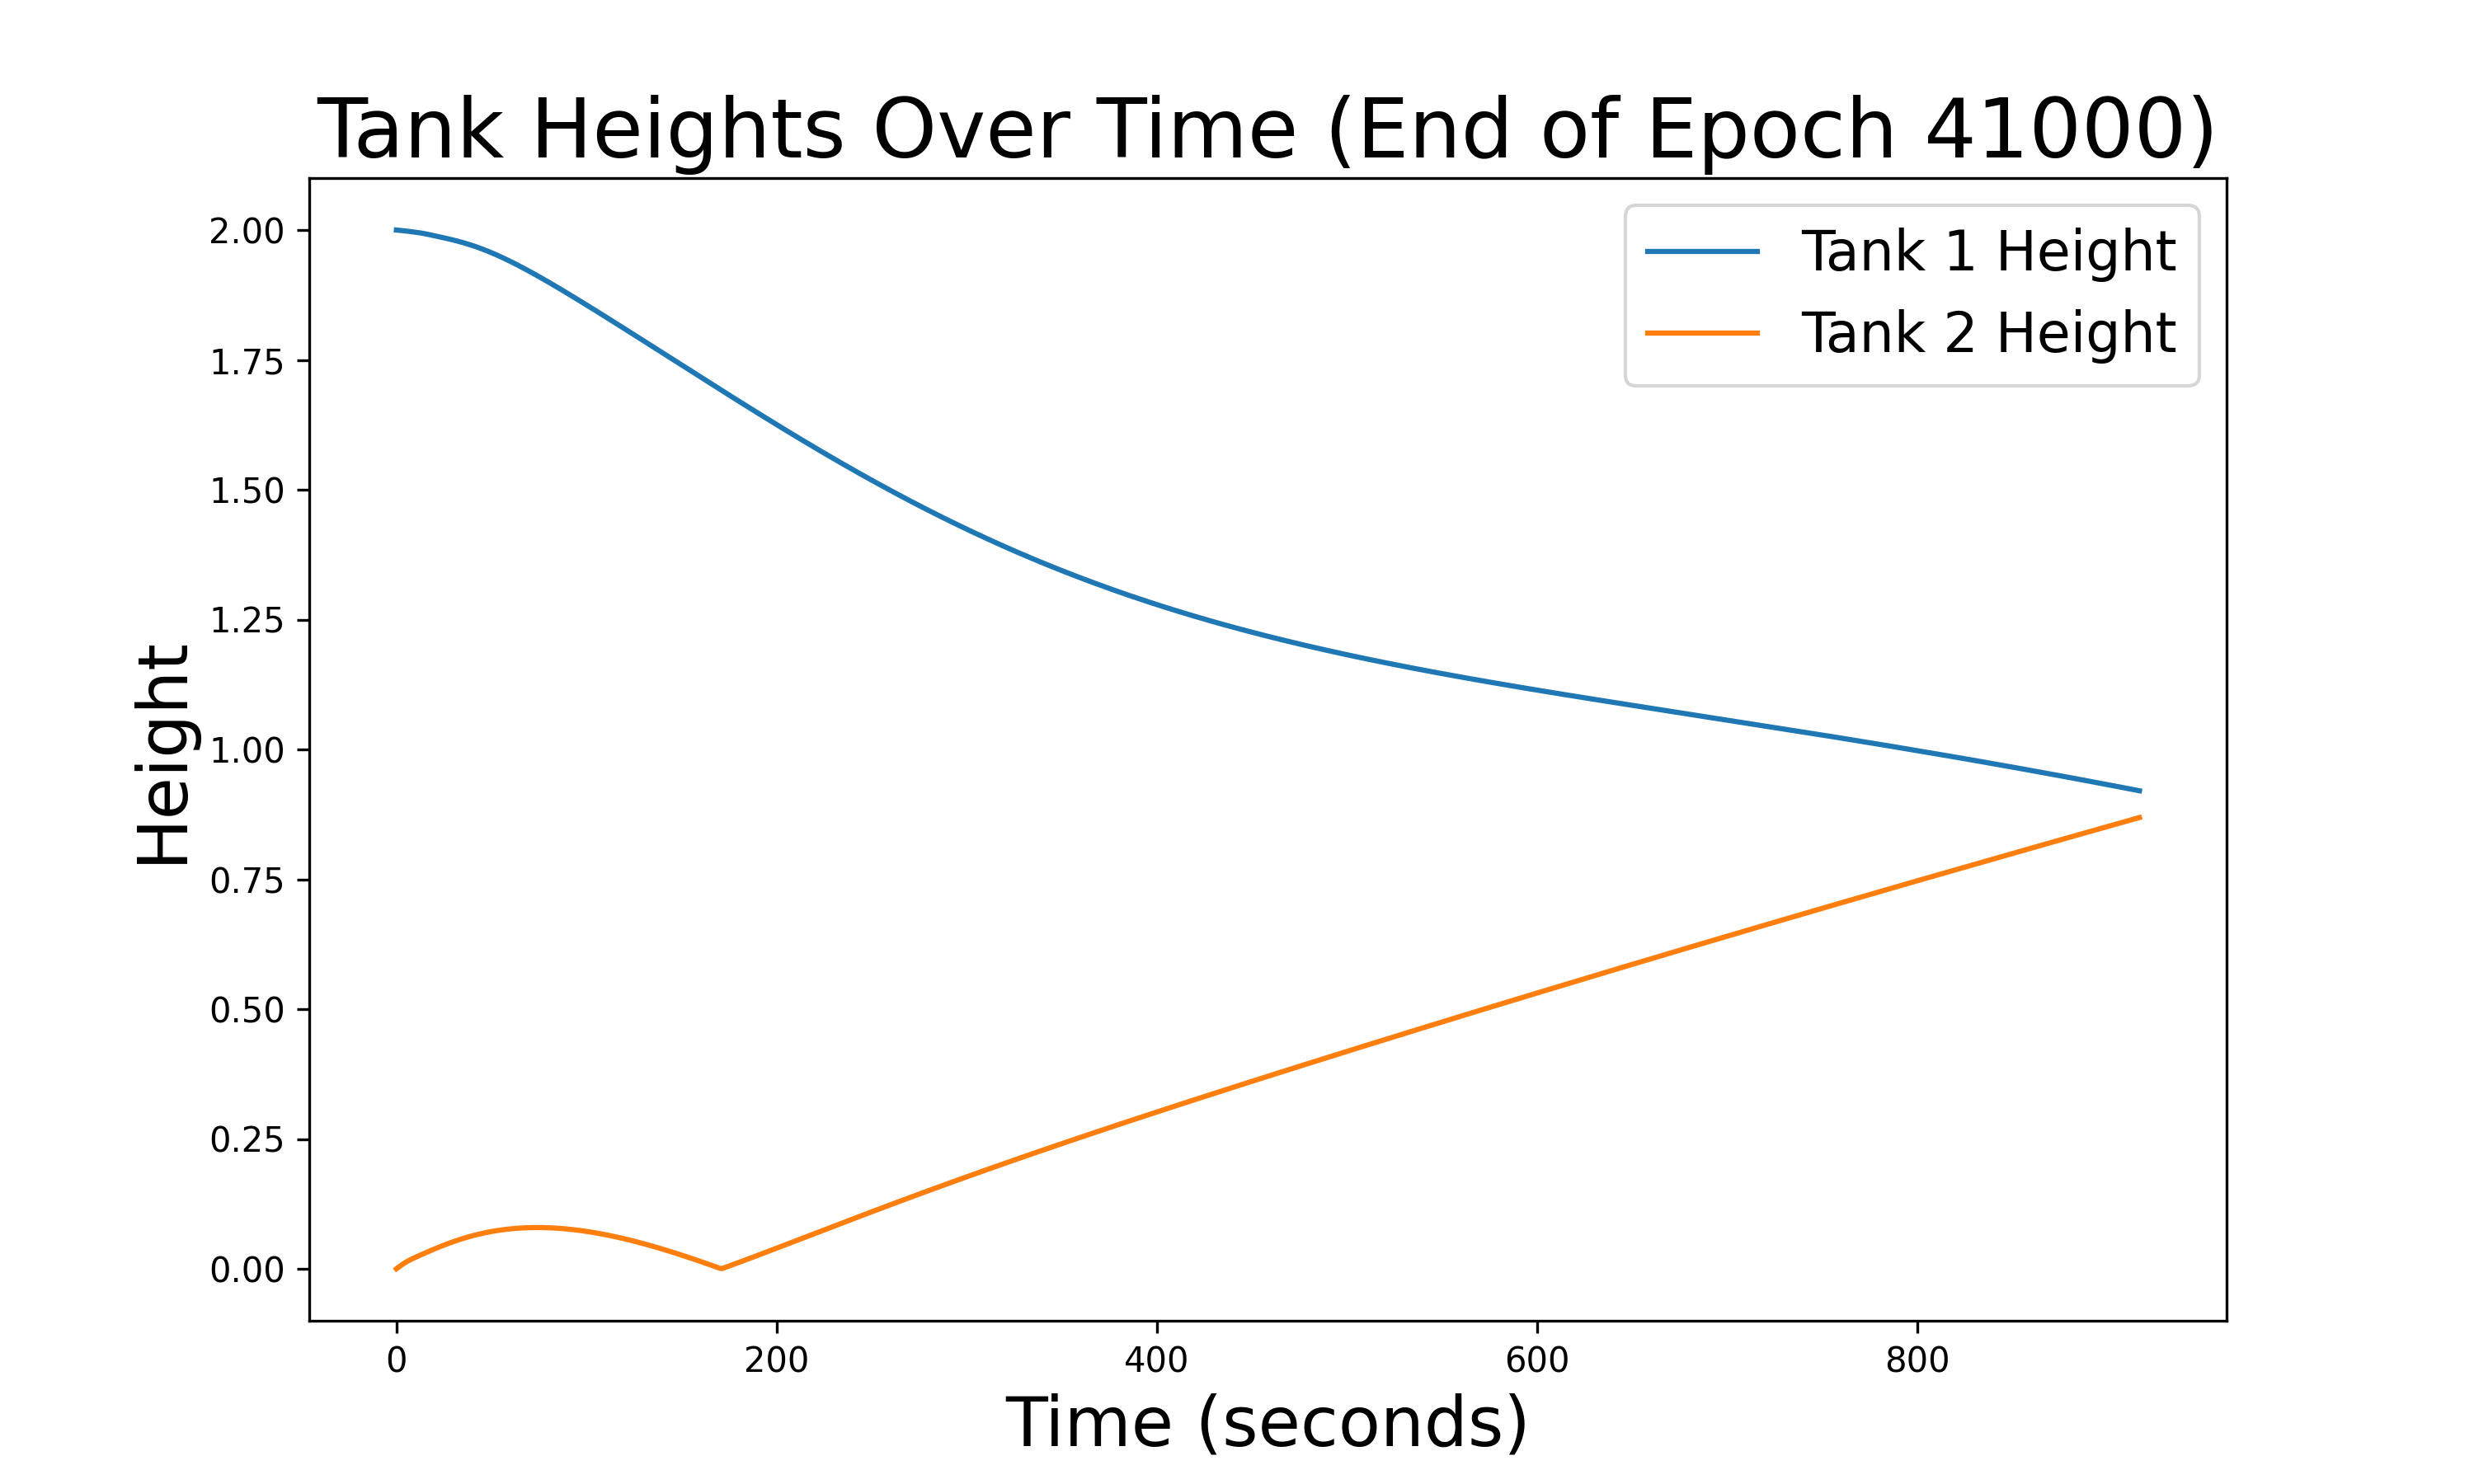 Tank Heights Over Time (End of Epoch 41000)
Tank 1 Height
Tank 2 Height
Height
2.00
1.75
1.50
1.25
1.00
0.75
0.50
0.25
0.00
0
200
400
600
800
Time (seconds)